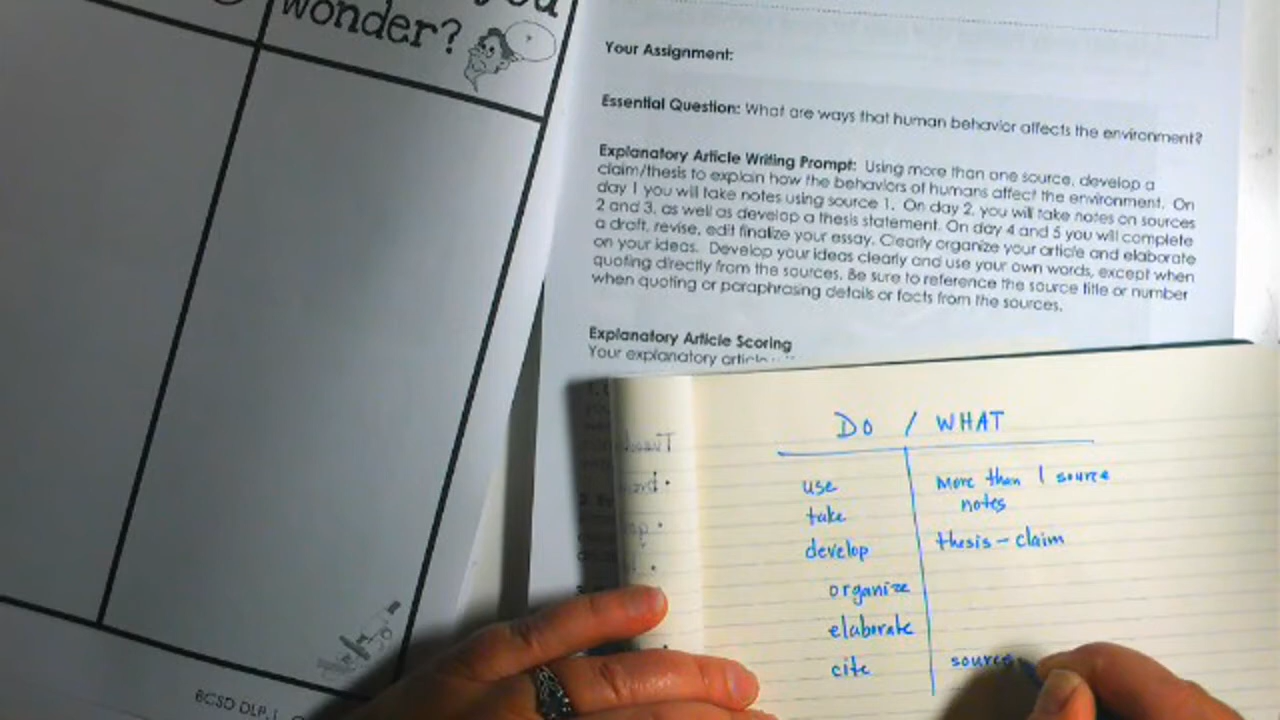 wonder?
BCSD DLP,
Your Assignment:
Essential Question: What are ways that human behavior affects the environment?
Explanatory Article Writing Prompt: Using more than one source, develop a
claim/thesis to explain how the behaviors of humans affect the environment. On
day 1 you will take notes using source 1. On day 2, you will take notes on sources
2 and 3, as well as develop a thesis statement. On day 4 and 5 you will complete
a draft, revise, edit finalize your essay. Clearly organize your article and elaborate
on your ideas. Develop your ideas clearly and use your own words, except when
quoting directly from the sources. Be sure to reference the source title or number
when quoting or paraphrasing details or facts from the sources.
Explanatory Article Scoring
Your explanatory article
DO / WHAT
use more than 1 source
take notes
develop thesis - claim
organize
elaborate
cite source